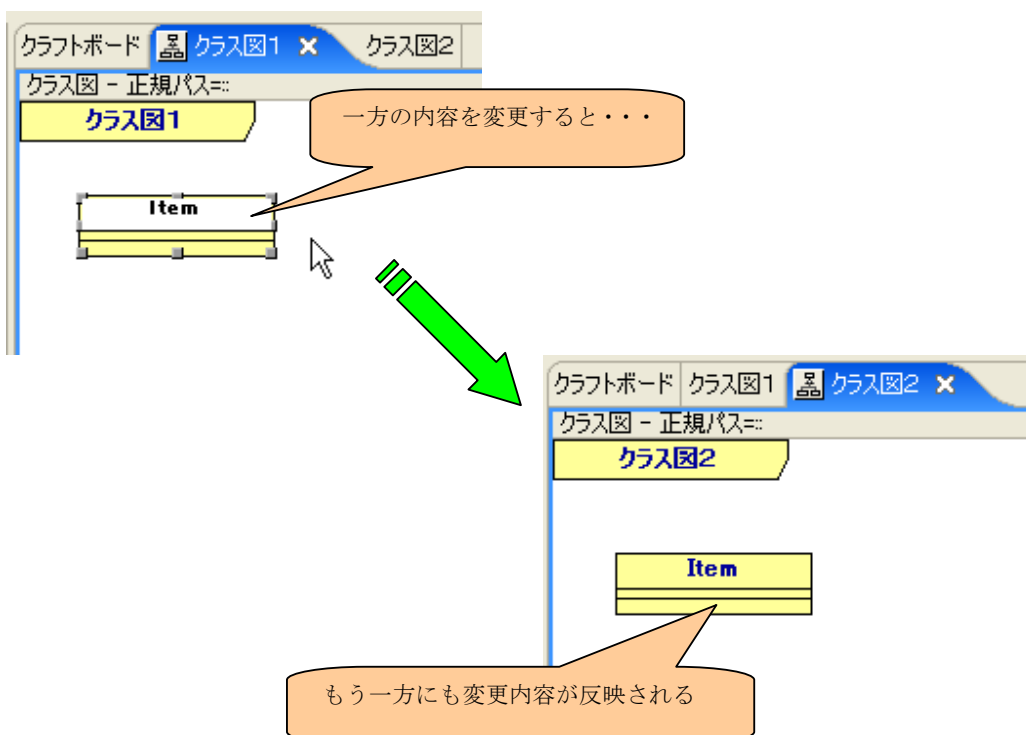 クラフトボード クラス図1 クラス図2
クラス図 - 正規パス=::
クラス図1
一方の内容を変更すると・・・
Item
クラフトボード クラス図1 クラス図2
クラス図 - 正規パス=::
クラス図2
Item
もう一方にも変更内容が反映される